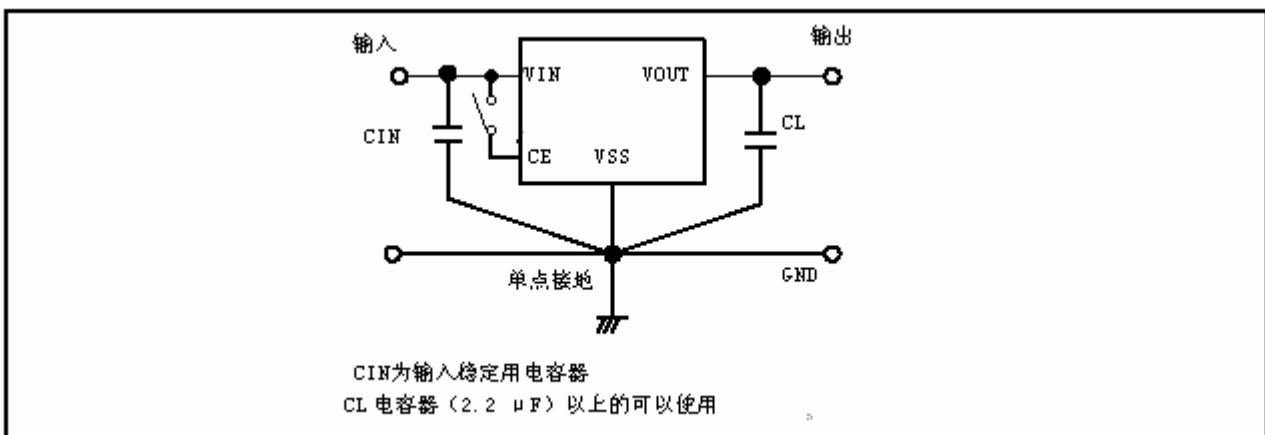 输入
输出
VIN
VOUT
CIN
CL
CE
VSS
单点接地
GND
CIN为输入稳定用电容器
CL 电容器（2.2 μF）以上的可以使用